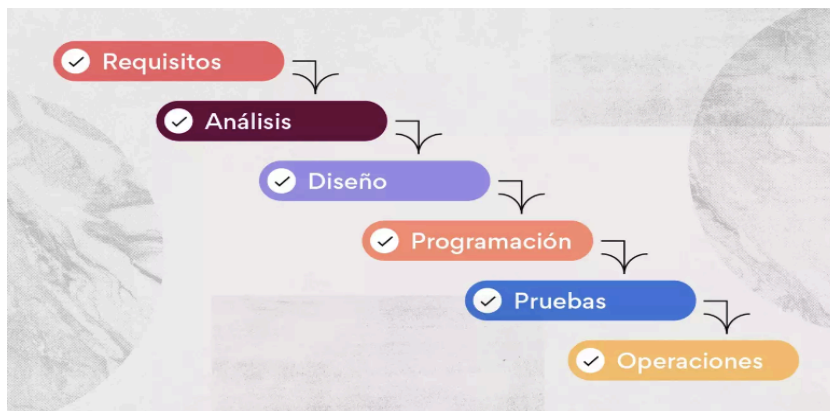 Requisitos
Análisis
Diseño
Programación
Pruebas
Operaciones